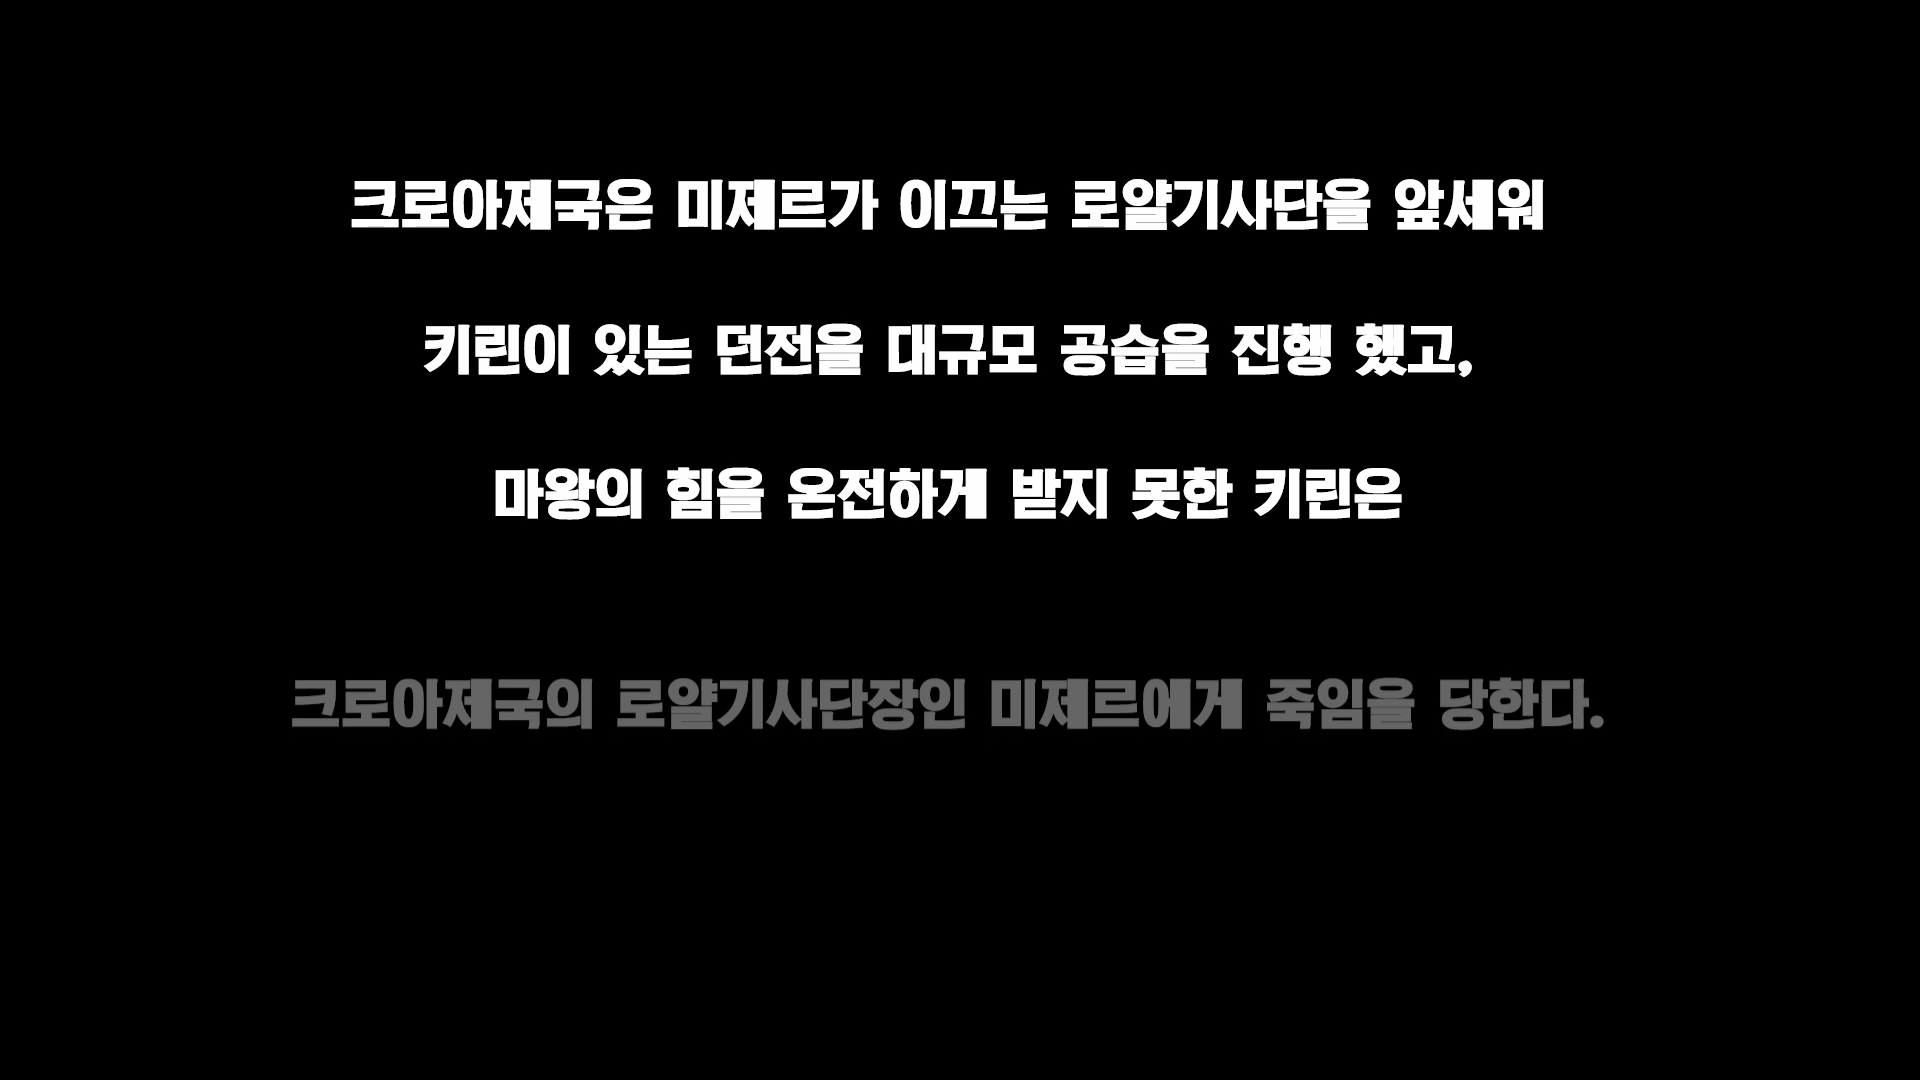 크로아제국은 미제르가 이끄는 로얄기사단을 앞세워
키린이 있는 던전을 대규모 공습을 진행 했고,
마왕의 힘을 온전하게 받지 못한 키린은
크로아제국의 로얄기사단장인 미제르에게 죽임을 당한다.